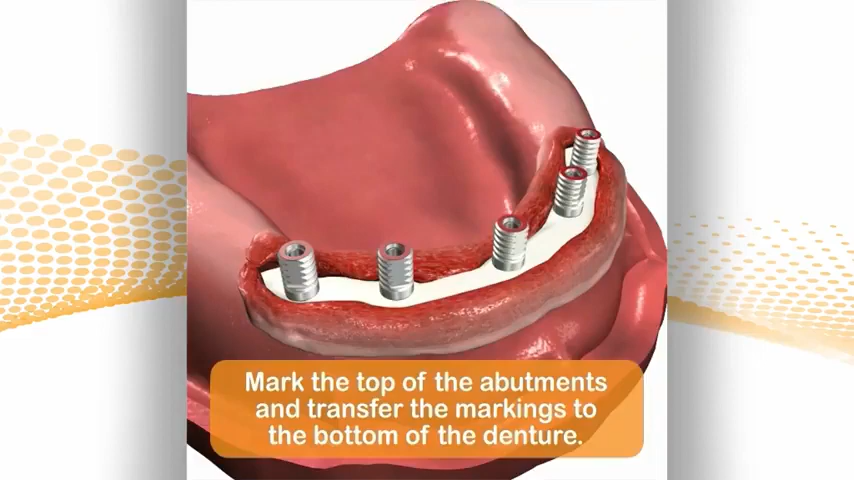 Mark the top of the abutments
and transfer the markings to
the bottom of the denture.